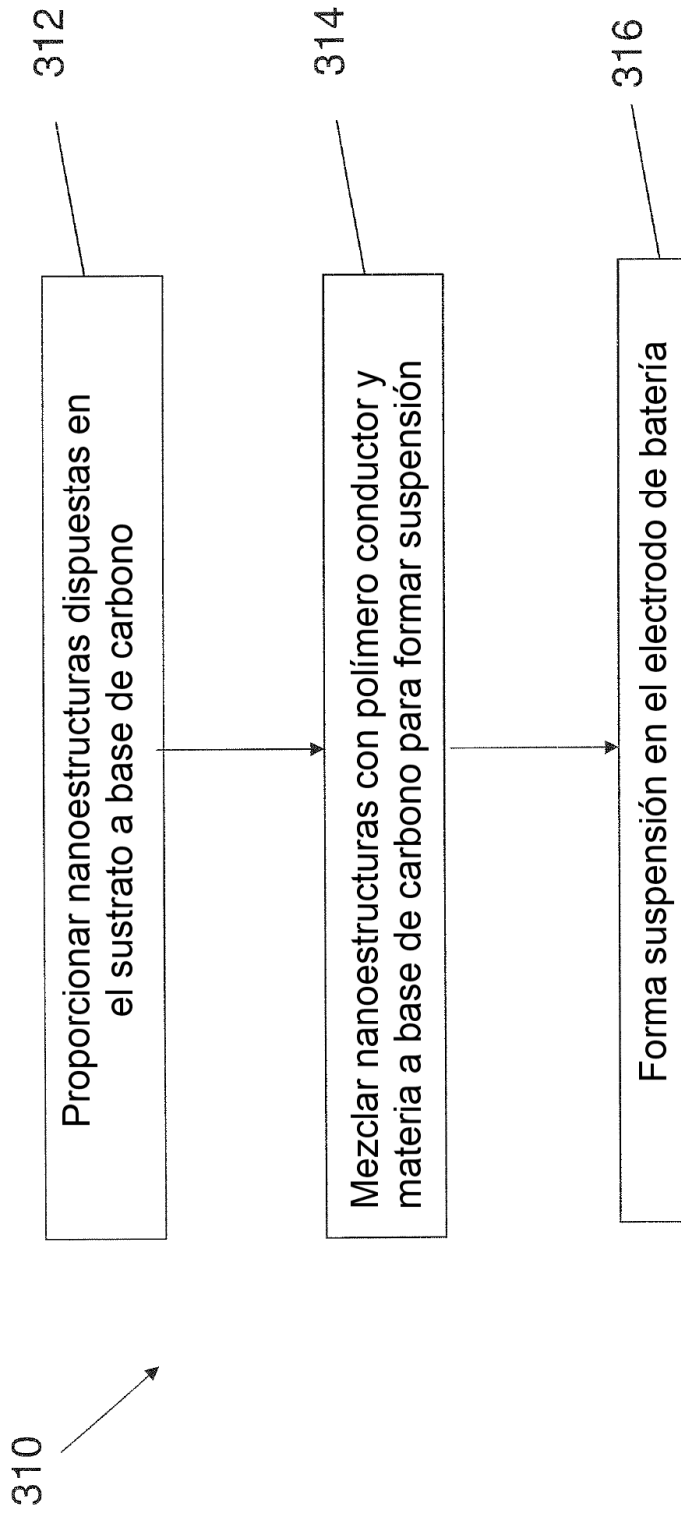 310
312
Proporcionar nanoestructuras dispuestas en
el sustrato a base de carbono
314
Mezclar nanoestructuras con polímero conductor y
materia a base de carbono para formar suspensión
316
Forma suspensión en el electrodo de batería